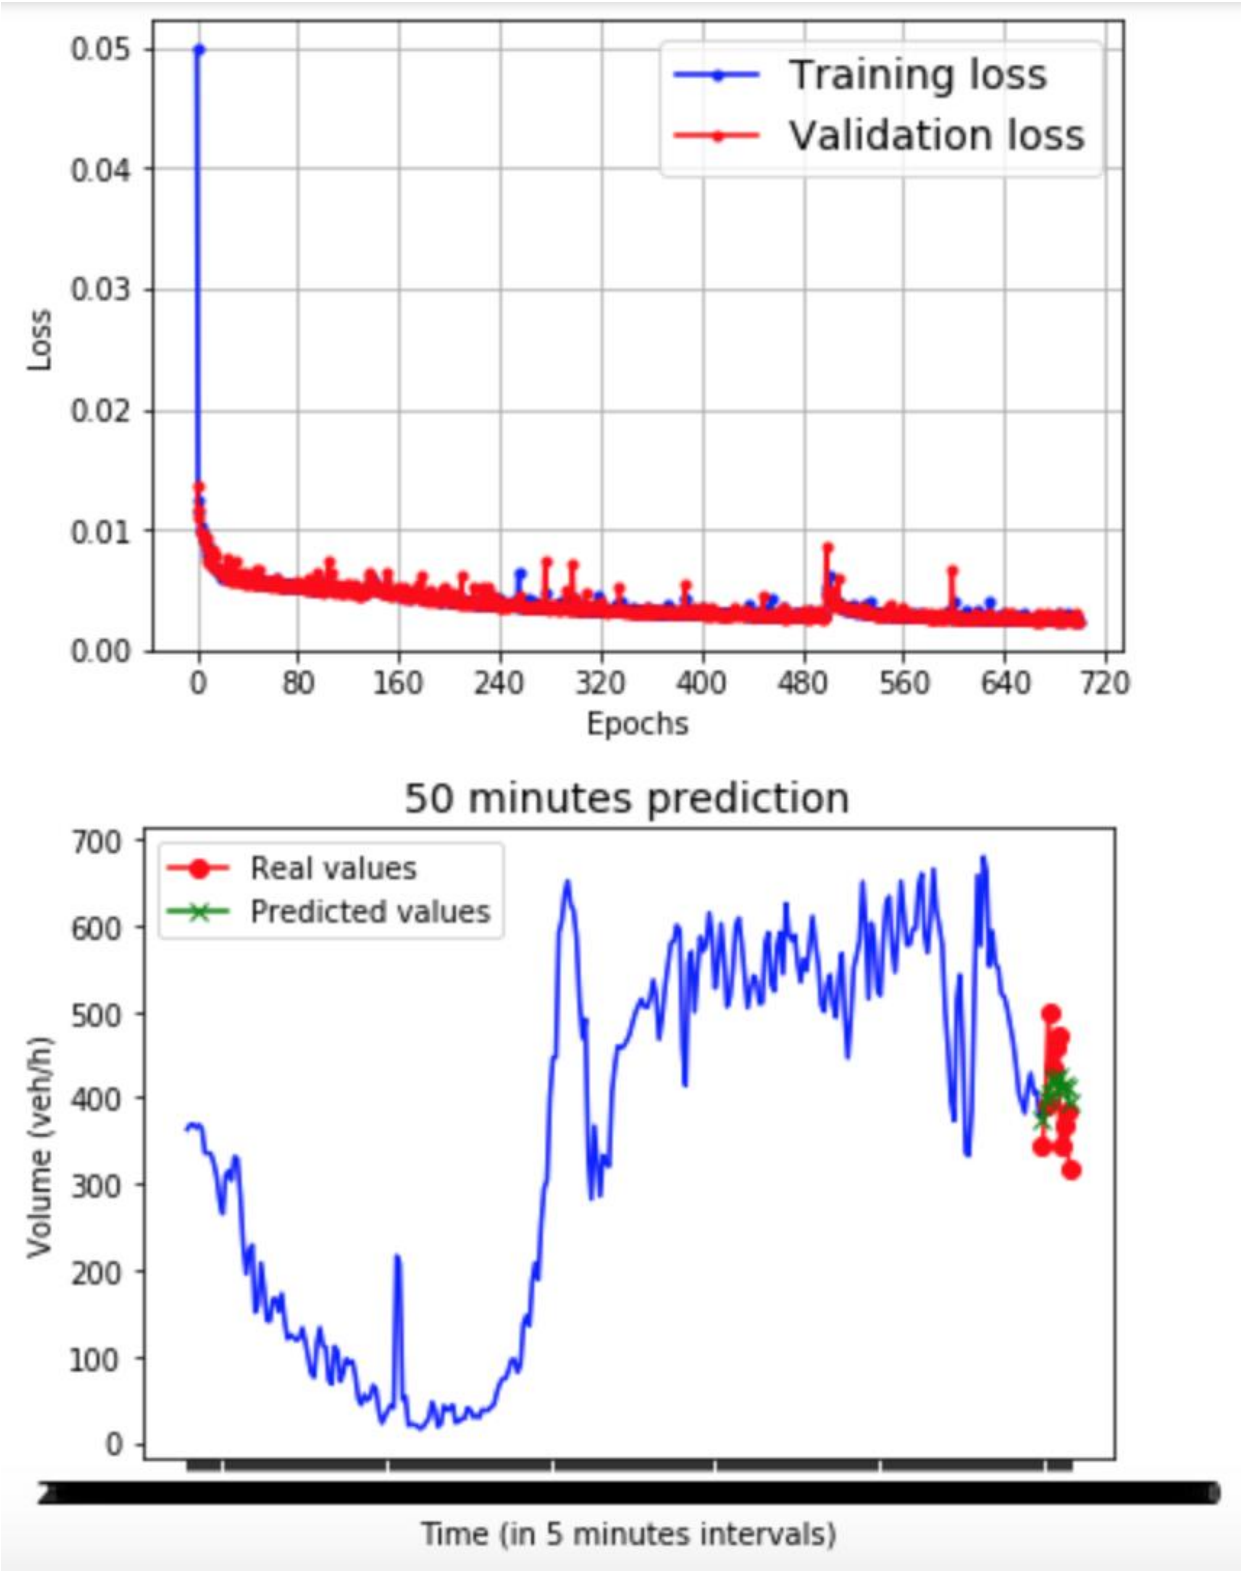 0.05
0.04
0.03
0.02
0.01
0.00
Loss
Training loss
Validation loss
0 80 160 240 320 400 480 560 640 720
Epochs
50 minutes prediction
700
600
500
400
300
200
100
0
Volume (veh/h)
Real values
Predicted values
Time (in 5 minutes intervals)